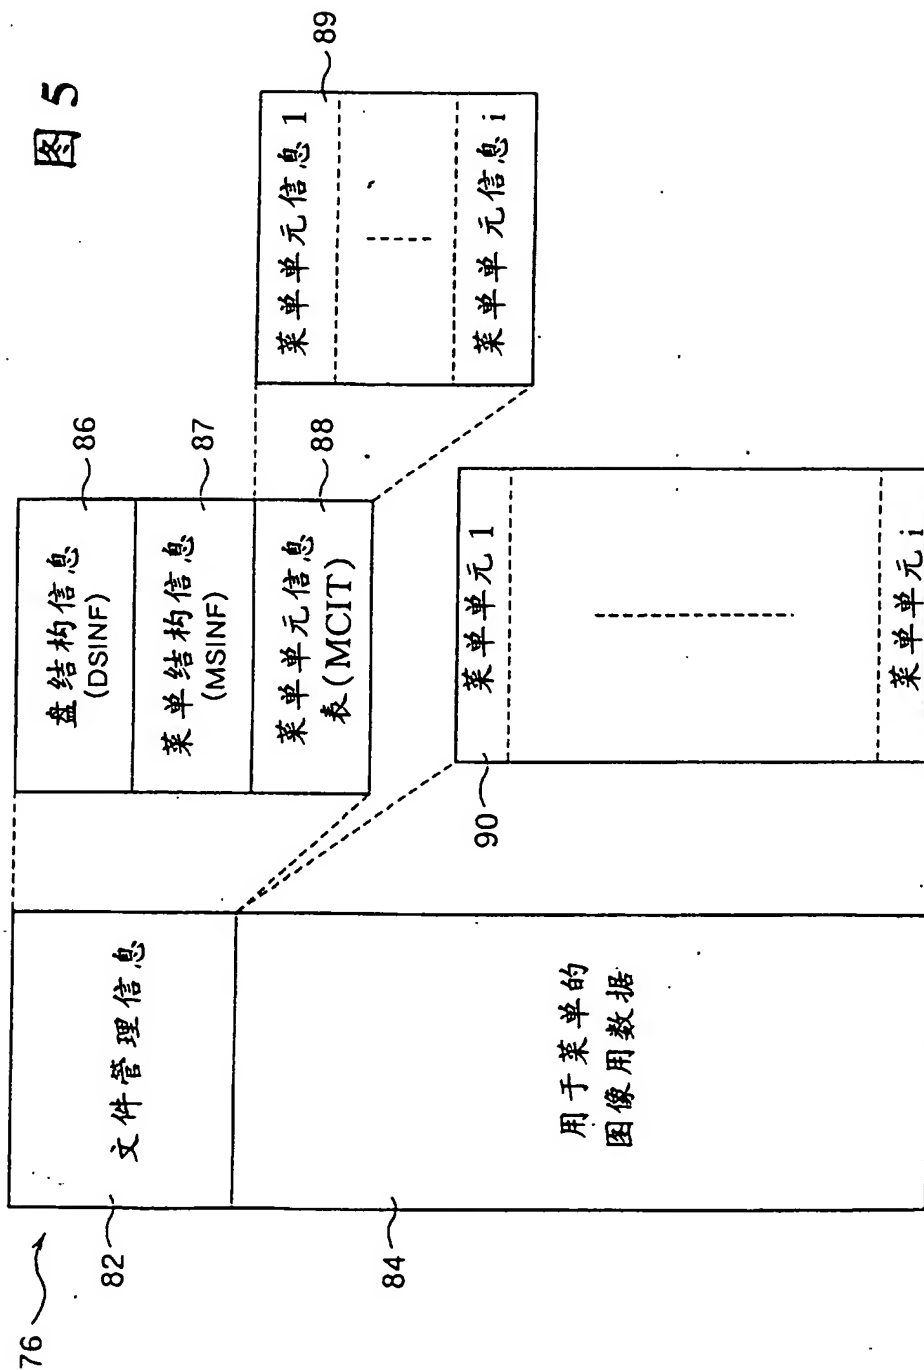 图 5
76
82
文件管理信息
84
用于菜单的
图像用数据
盘结构信息
(DSINF)
86
菜单结构信息
(MSINF)
87
菜单单元信息
表(MCIT)
88
菜单单元信息 1
89
菜单单元信息 i
90
菜单单元 1
菜单单元 i